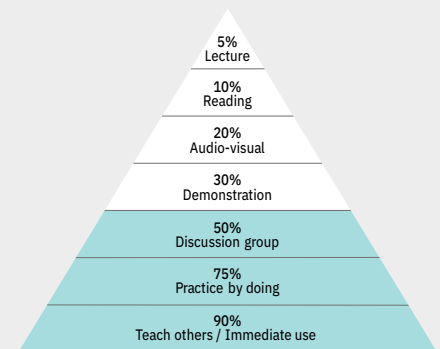 5%
Lecture
10%
Reading
20%
Audio-visual
30%
Demonstration
50%
Discussion group
75%
Practice by doing
90%
Teach others / Immediate use